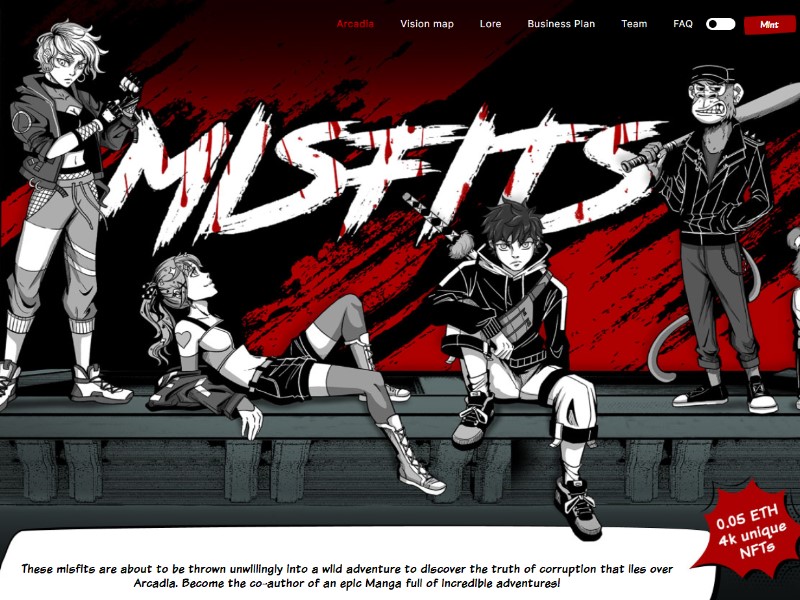 Arcadia Vision map Lore Business Plan Team FAQ Mint
MISFITS
0.05 ETH
4k unique
NFTs
These misfits are about to be thrown unwillingly into a wild adventure to discover the truth of corruption that lies over
Arcadia. Become the co-author of an epic Manga full of incredible adventures!